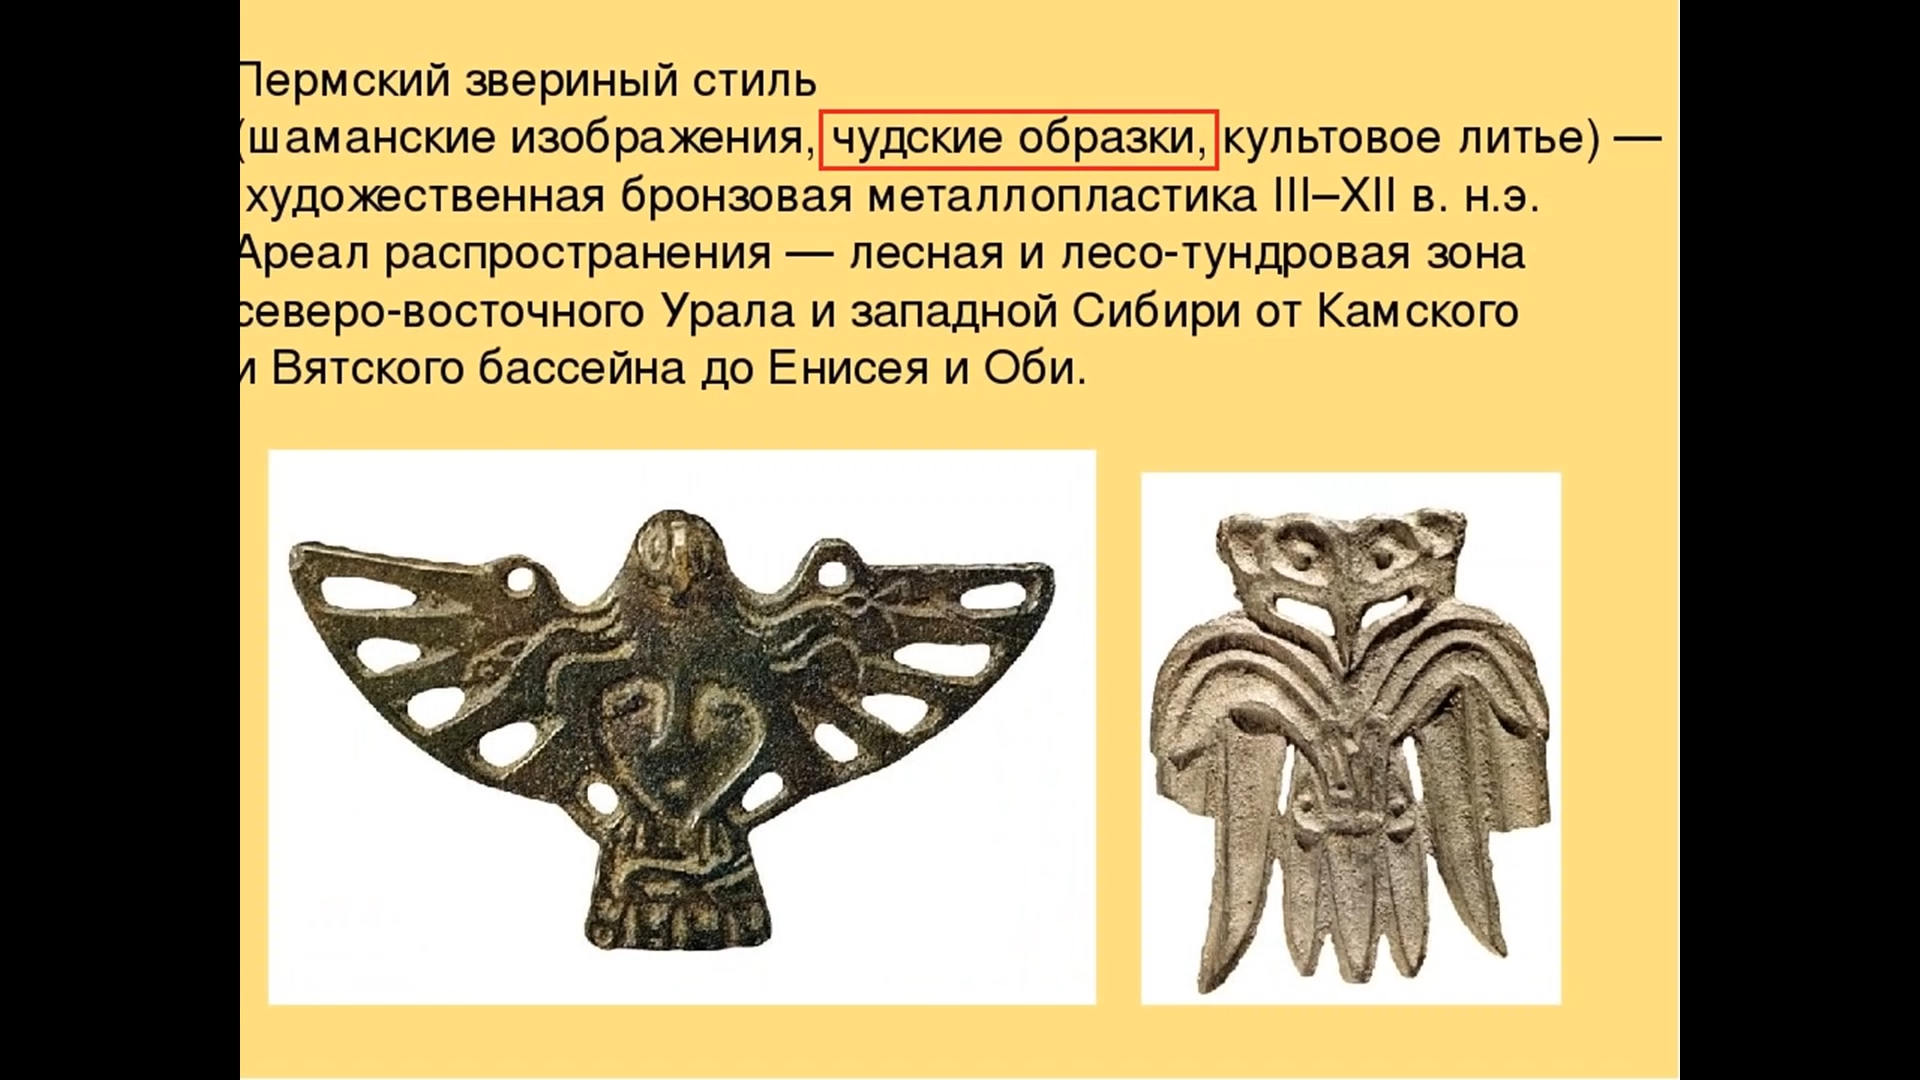 Пермский звериный стиль
(шаманские изображения, чудские образки, культовое литье) —
художественная бронзовая металлопластика III–XII в. н.э.
Ареал распространения — лесная и лесо-тундровая зона
северо-восточного Урала и западной Сибири от Камского
и Вятского бассейна до Енисея и Оби.